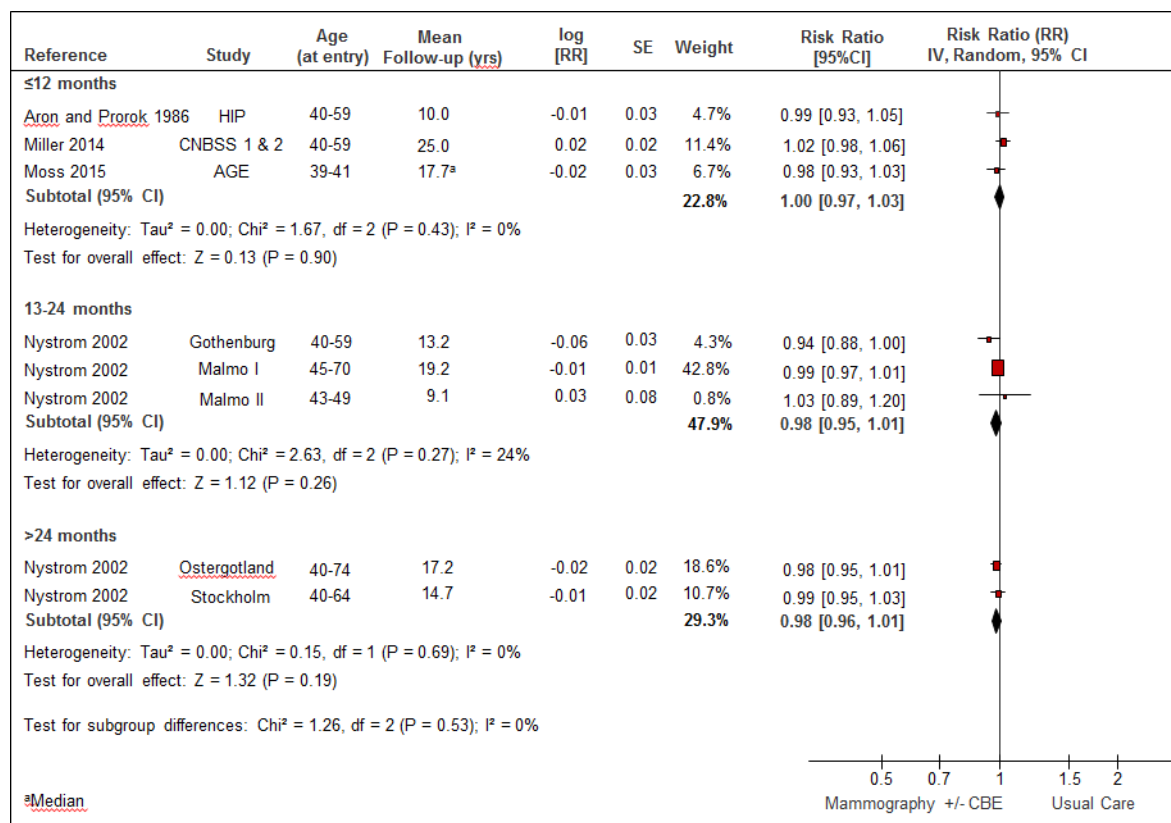 Reference Study Age (at entry) Mean Follow-up (yrs) log [RR] SE Weight Risk Ratio [95%CI] Risk Ratio (RR) IV, Random, 95% CI
≤12 months
Aron and Prorok 1986 HIP 40-59 10.0 -0.01 0.03 4.7% 0.99 [0.93, 1.05]
Miller 2014 CNBSS 1 & 2 40-59 25.0 0.02 0.02 11.4% 1.02 [0.98, 1.06]
Moss 2015 AGE 39-41 17.7ª -0.02 0.03 6.7% 0.98 [0.93, 1.03]
Subtotal (95% CI) 22.8% 1.00 [0.97, 1.03]
Heterogeneity: Tau² = 0.00; Chi² = 1.67, df = 2 (P = 0.43); I² = 0%
Test for overall effect: Z = 0.13 (P = 0.90)
13-24 months
Nystrom 2002 Gothenburg 40-59 13.2 -0.06 0.03 4.3% 0.94 [0.88, 1.00]
Nystrom 2002 Malmo I 45-70 19.2 -0.01 0.01 42.8% 0.99 [0.97, 1.01]
Nystrom 2002 Malmo II 43-49 9.1 0.03 0.08 0.8% 1.03 [0.89, 1.20]
Subtotal (95% CI) 47.9% 0.98 [0.95, 1.01]
Heterogeneity: Tau² = 0.00; Chi² = 2.63, df = 2 (P = 0.27); I² = 24%
Test for overall effect: Z = 1.12 (P = 0.26)
>24 months
Nystrom 2002 Ostergotland 40-74 17.2 -0.02 0.02 18.6% 0.98 [0.95, 1.01]
Nystrom 2002 Stockholm 40-64 14.7 -0.01 0.02 10.7% 0.99 [0.95, 1.03]
Subtotal (95% CI) 29.3% 0.98 [0.96, 1.01]
Heterogeneity: Tau² = 0.00; Chi² = 0.15, df = 1 (P = 0.69); I² = 0%
Test for overall effect: Z = 1.32 (P = 0.19)
Test for subgroup differences: Chi² = 1.26, df = 2 (P = 0.53); I² = 0%
0.5 0.7 1 1.5 2
ªMedian Mammography +/- CBE Usual Care